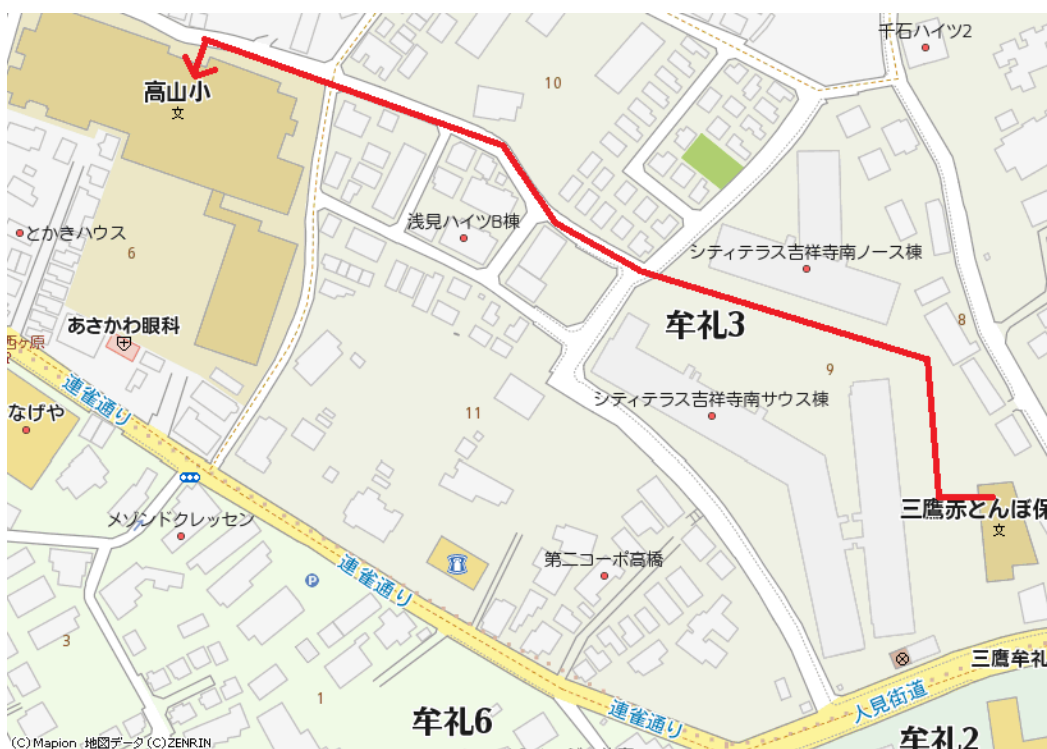 千石ハイツ2
10
高山小
文
9
浅見ハイツB棟
とかきハウス
6
シティテラス吉祥寺南ノース棟
あさかわ眼科
牟礼3
8
西ヶ原
9
連雀通り
シティテラス吉祥寺南サウス棟
なげや
11
三鷹赤とんぼ保
メゾンドクレッセン
文
第二コーポ高橋
連雀通り
P
3
三鷹牟礼
1
人見街道
牟礼6
連雀通り
牟礼2
(C)Mapion 地図データ(C)ZENRIN